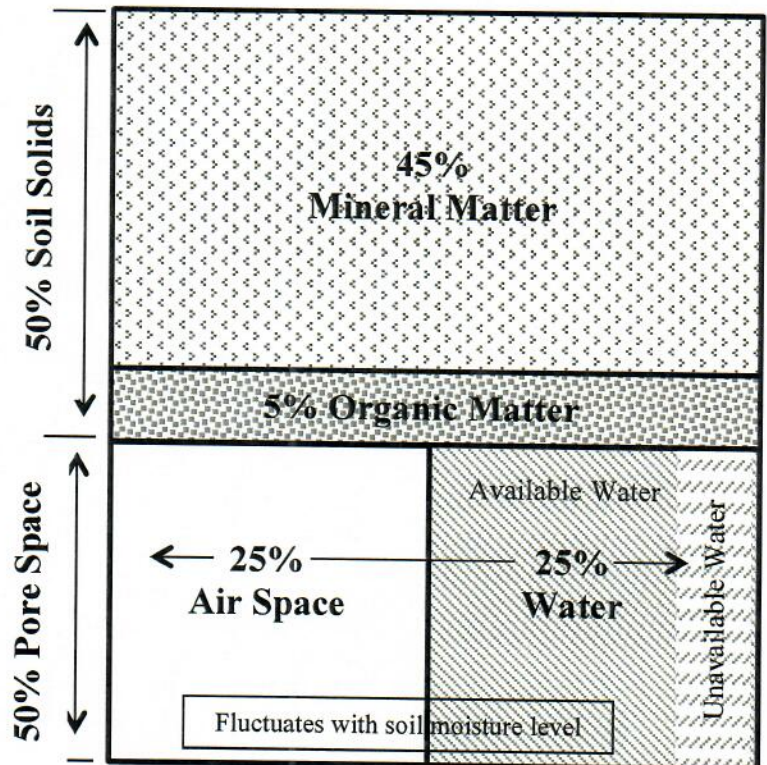 50% Soil Solids
45%
Mineral Matter
5% Organic Matter
50% Pore Space
25%
Air Space
Available Water
25%
Water
Unavailable Water
Fluctuates with soil moisture level